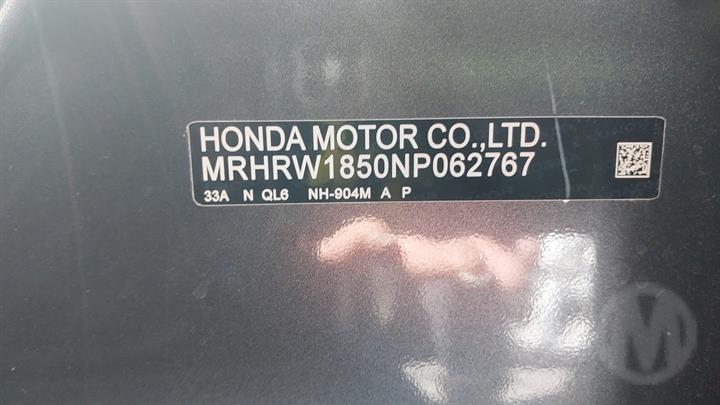 HONDA MOTOR CO.,LTD.
MRHRW1850NP062767
33A N QL6 NH-904M A P
M